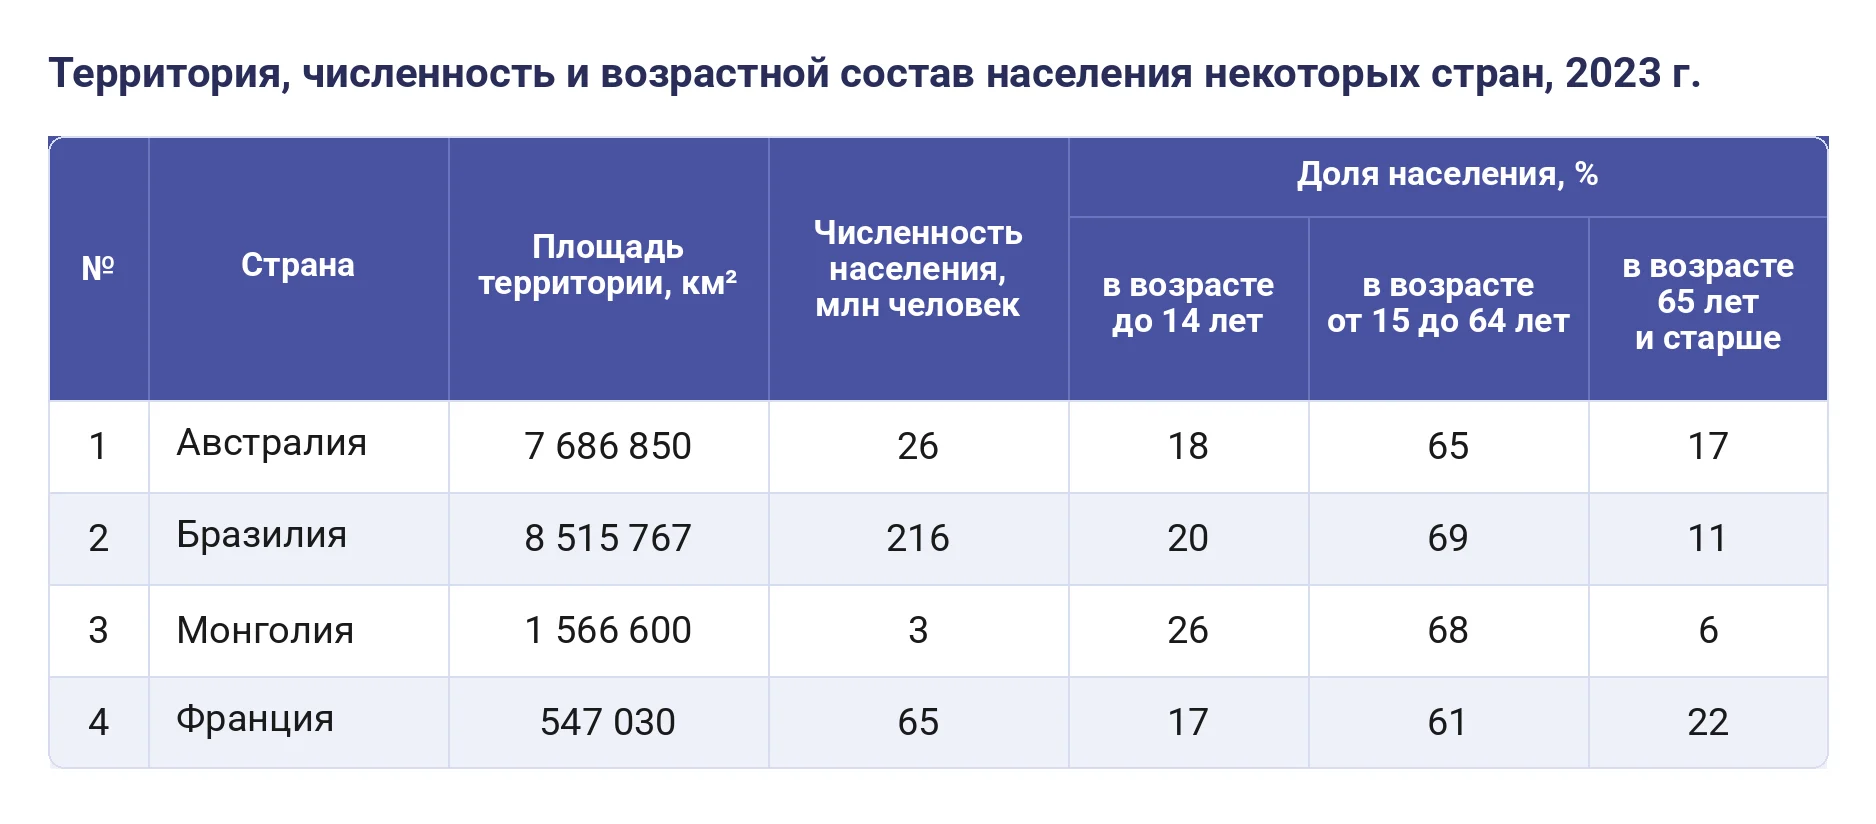 Территория, численность и возрастной состав населения некоторых стран, 2023 г.
№
Страна
Площадь
территории, км²
Численность
населения,
млн человек
Доля населения, %
в возрасте
до 14 лет
в возрасте
от 15 до 64 лет
в возрасте
65 лет
и старше
1 Австралия 7 686 850 26 18 65 17
2 Бразилия 8 515 767 216 20 69 11
3 Монголия 1 566 600 3 26 68 6
4 Франция 547 030 65 17 61 22